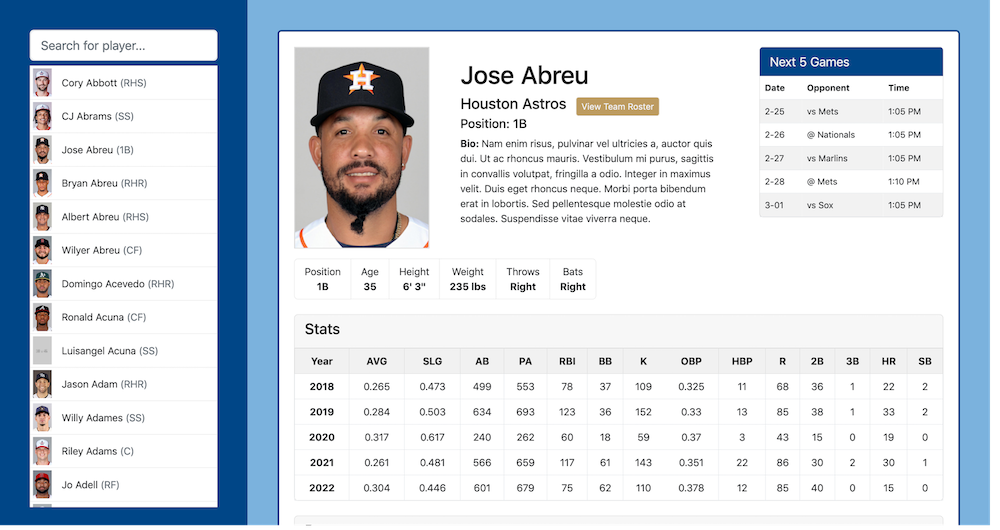 Search for player...
Cory Abbott (RHS)
CJ Abrams (SS)
Jose Abreu (1B)
Bryan Abreu (RHR)
Albert Abreu (RHS)
Wilyer Abreu (CF)
Domingo Acevedo (RHR)
Ronald Acuna (CF)
Luisangel Acuna (SS)
Jason Adam (RHR)
Willy Adames (SS)
Riley Adams (C)
Jo Adell (RF)
H
Jose Abreu
Houston Astros View Team Roster
Position: 1B
Bio: Nam enim risus, pulvinar vel ultricies a, auctor quis
dui. Ut ac rhoncus mauris. Vestibulum mi purus, sagittis
in convallis volutpat, fringilla a odio. Integer in maximus
velit. Duis eget rhoncus neque. Morbi porta bibendum
erat in lobortis. Sed pellentesque molestie odio at
sodales. Suspendisse vitae viverra neque.
Next 5 Games
Date Opponent Time
2-25 vs Mets 1:05 PM
2-26 @ Nationals 1:05 PM
2-27 vs Marlins 1:05 PM
2-28 @ Mets 1:10 PM
3-01 vs Sox 1:05 PM
Position Age Height Weight Throws Bats
1B 35 6' 3" 235 lbs Right Right
Stats
Year AVG SLG AB PA RBI BB K OBP HBP R 2B 3B HR SB
2018 0.265 0.473 499 553 78 37 109 0.325 11 68 36 1 22 2
2019 0.284 0.503 634 693 123 36 152 0.33 13 85 38 1 33 2
2020 0.317 0.617 240 262 60 18 59 0.37 3 43 15 0 19 0
2021 0.261 0.481 566 659 117 61 143 0.351 22 86 30 2 30 1
2022 0.304 0.446 601 679 75 62 110 0.378 12 85 40 0 15 0